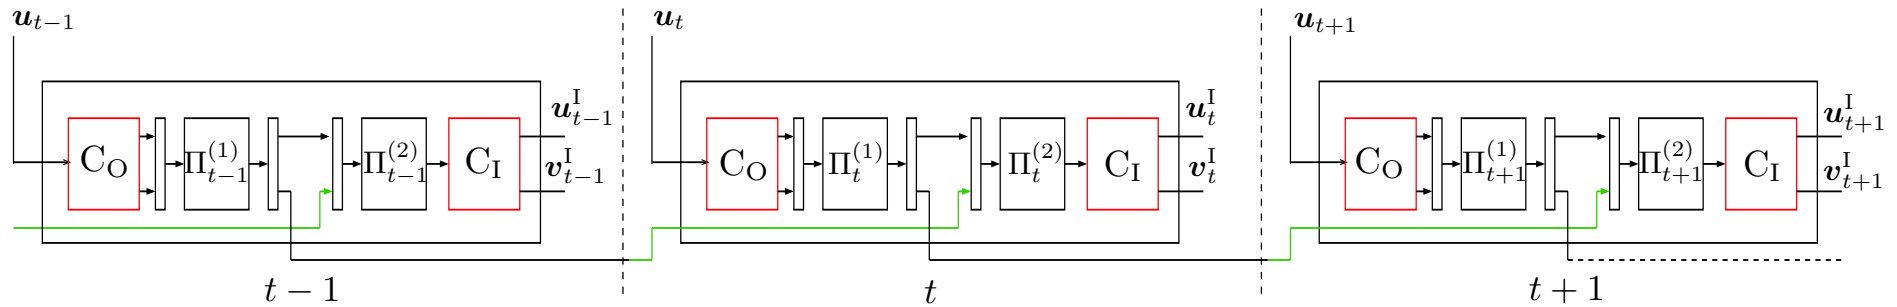 u_{t−1} u_t u_{t+1}
u^I_{t−1} u^I_t u^I_{t+1}
C_O Π^{(1)}_{t−1} Π^{(2)}_{t−1} C_I C_O Π^{(1)}_t Π^{(2)}_t C_I C_O Π^{(1)}_{t+1} Π^{(2)}_{t+1} C_I
v^I_{t−1} v^I_t v^I_{t+1}
t − 1 t t + 1